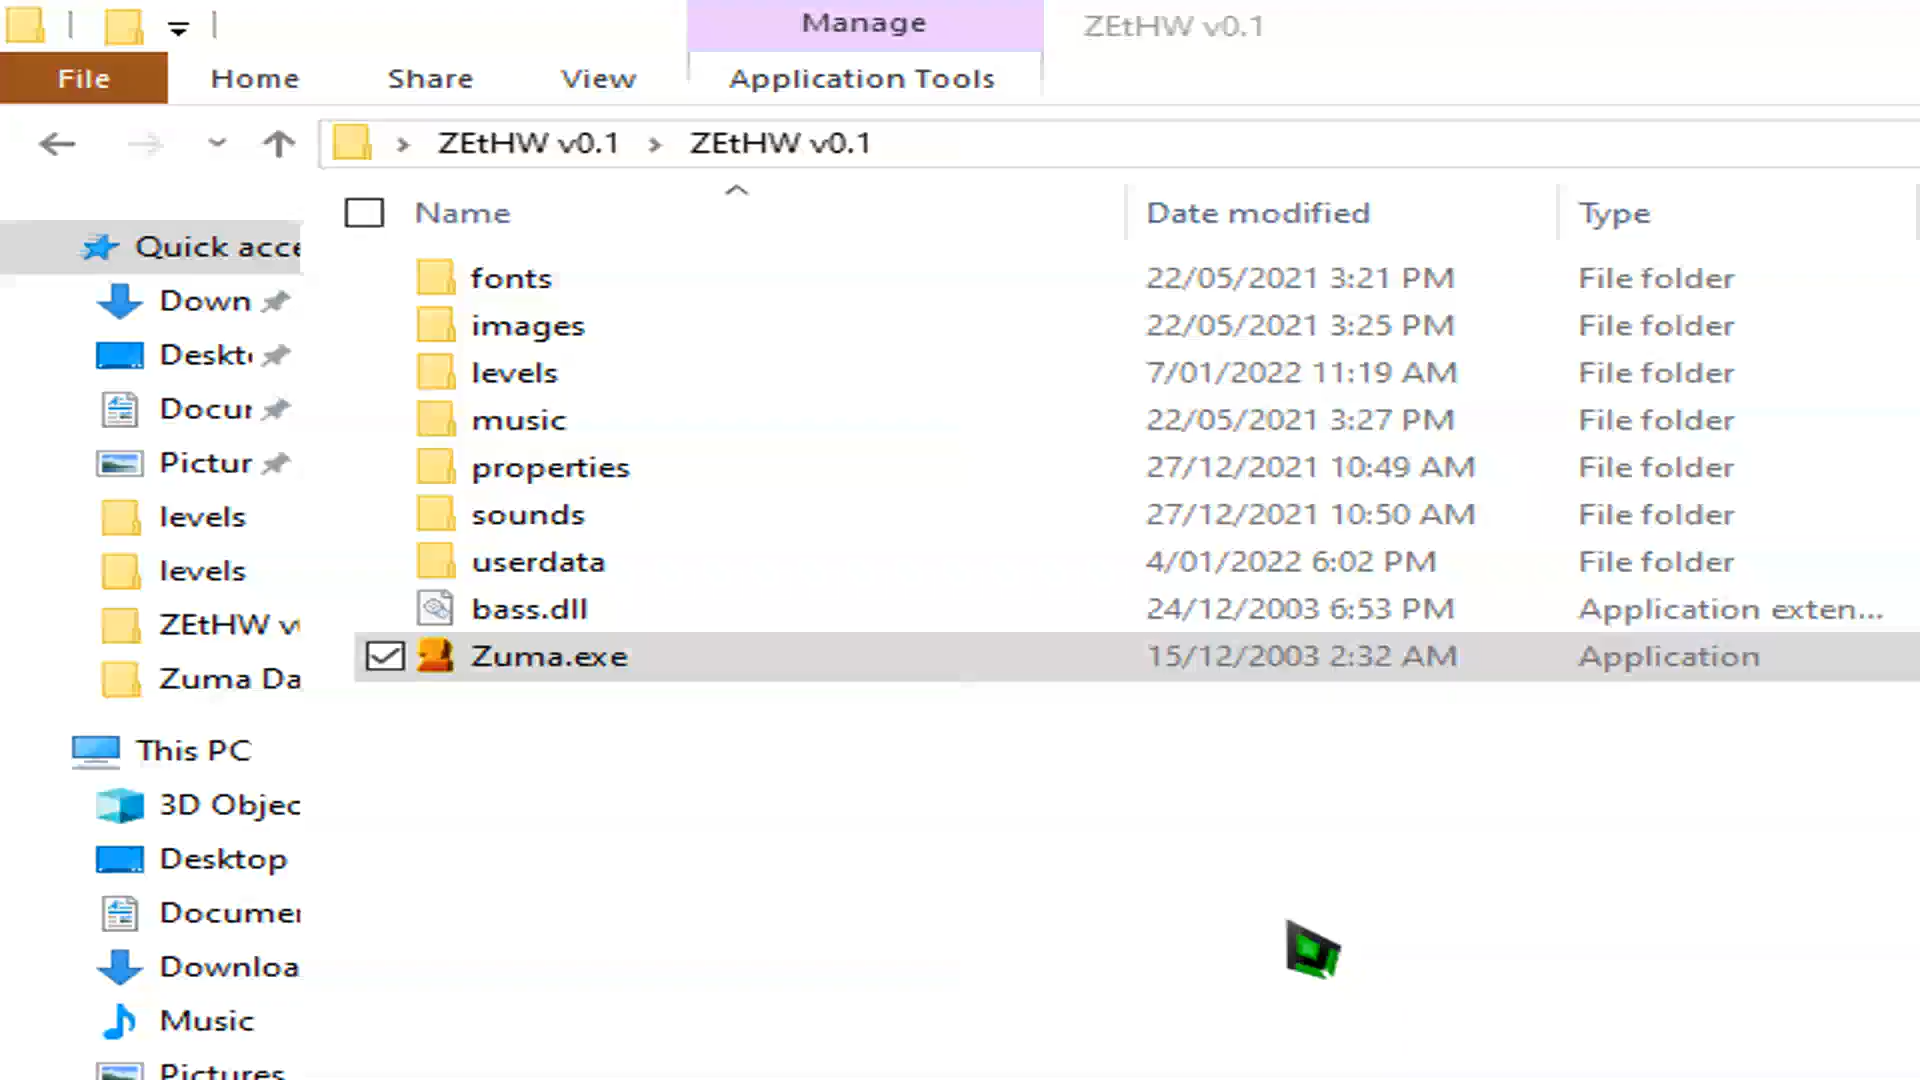 Manage
ZEtHW v0.1
File Home Share View Application Tools
ZEtHW v0.1 ZEtHW v0.1
Name Date modified Type
Quick acce
Down
Deskt
Docur
Pictur
levels
levels
ZEtHW v
Zuma Da
This PC
3D Objec
Desktop
Documer
Downloa
Music
Pictures
fonts 22/05/2021 3:21 PM File folder
images 22/05/2021 3:25 PM File folder
levels 7/01/2022 11:19 AM File folder
music 22/05/2021 3:27 PM File folder
properties 27/12/2021 10:49 AM File folder
sounds 27/12/2021 10:50 AM File folder
userdata 4/01/2022 6:02 PM File folder
bass.dll 24/12/2003 6:53 PM Application exten...
Zuma.exe 15/12/2003 2:32 AM Application